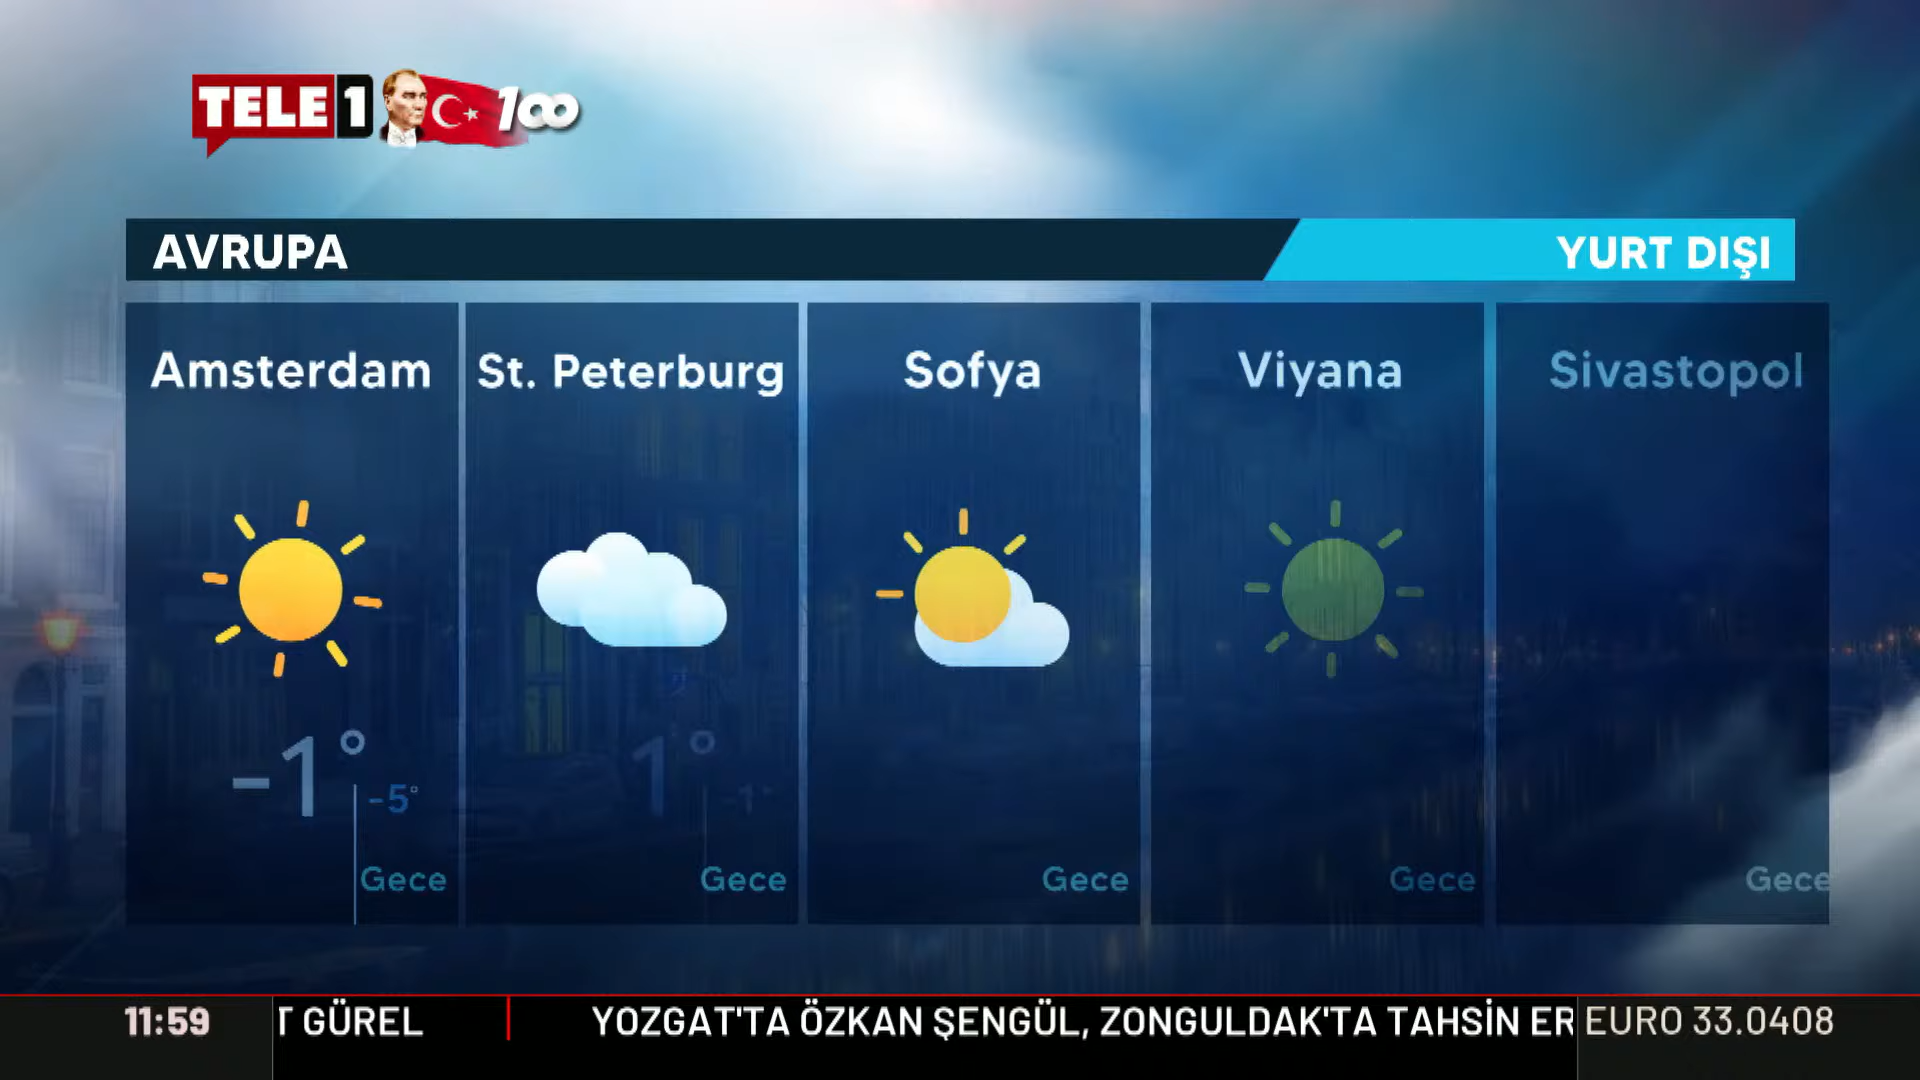 TELE1 100
AVRUPA
YURT DIŞI
Amsterdam
St. Peterburg
Sofya
Viyana
Sivastopol
-1°
-5°
Gece
1°
-1°
Gece
Gece
Gece
Gece
11:59
T GÜREL
YOZGAT'TA ÖZKAN ŞENGÜL, ZONGULDAK'TA TAHSİN ER
EURO 33.0408